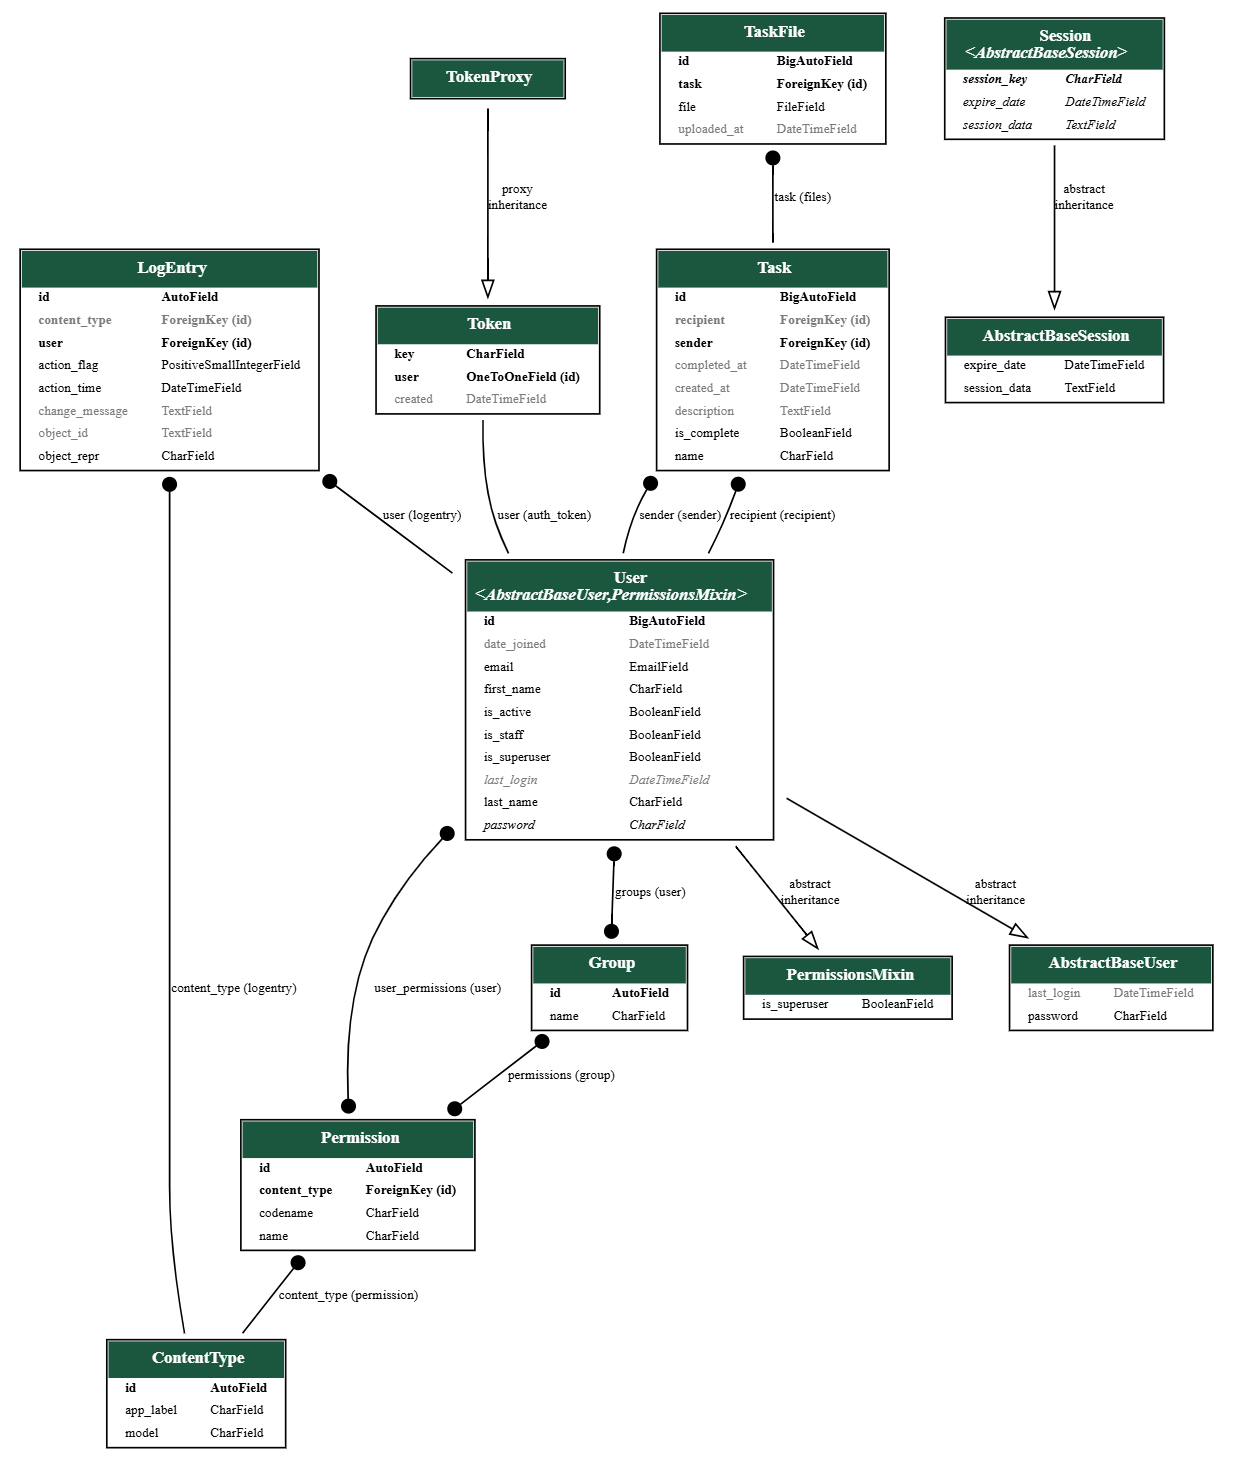 TaskFile
id BigAutoField
task ForeignKey (id)
file FileField
uploaded_at DateTimeField
Session
<AbstractBaseSession>
session_key CharField
expire_date DateTimeField
session_data TextField
TokenProxy
proxy
inheritance
task (files)
abstract
inheritance
LogEntry
id AutoField
content_type ForeignKey (id)
user ForeignKey (id)
action_flag PositiveSmallIntegerField
action_time DateTimeField
change_message TextField
object_id TextField
object_repr CharField
Token
key CharField
user OneToOneField (id)
created DateTimeField
Task
id BigAutoField
recipient ForeignKey (id)
sender ForeignKey (id)
completed_at DateTimeField
created_at DateTimeField
description TextField
is_complete BooleanField
name CharField
AbstractBaseSession
expire_date DateTimeField
session_data TextField
user (logentry)
user (auth_token)
sender (sender)
recipient (recipient)
User
<AbstractBaseUser,PermissionsMixin>
id BigAutoField
date_joined DateTimeField
email EmailField
first_name CharField
is_active BooleanField
is_staff BooleanField
is_superuser BooleanField
last_login DateTimeField
last_name CharField
password CharField
groups (user)
abstract
inheritance
abstract
inheritance
content_type (logentry)
user_permissions (user)
Group
id AutoField
name CharField
PermissionsMixin
is_superuser BooleanField
AbstractBaseUser
last_login DateTimeField
password CharField
permissions (group)
Permission
id AutoField
content_type ForeignKey (id)
codename CharField
name CharField
content_type (permission)
ContentType
id AutoField
app_label CharField
model CharField